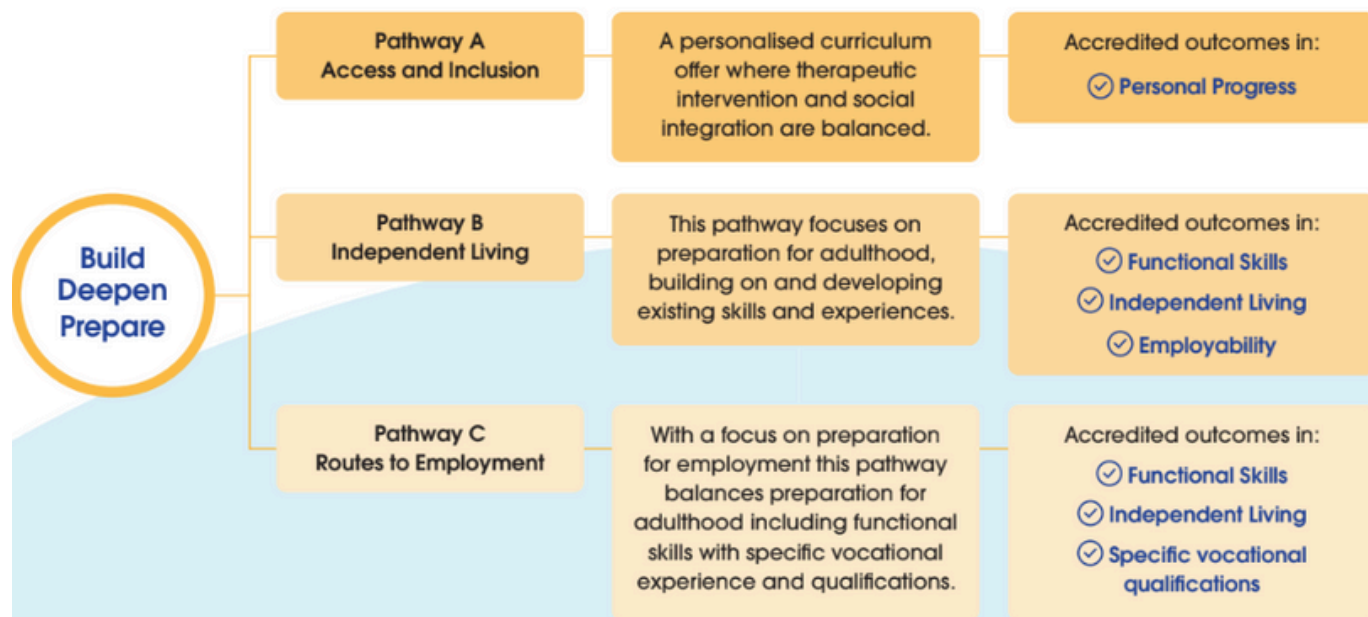 Build
Deepen
Prepare
Pathway A
Access and Inclusion
A personalised curriculum
offer where therapeutic
intervention and social
integration are balanced.
Accredited outcomes in:
Personal Progress
Pathway B
Independent Living
This pathway focuses on
preparation for adulthood,
building on and developing
existing skills and experiences.
Accredited outcomes in:
Functional Skills
Independent Living
Employability
Pathway C
Routes to Employment
With a focus on preparation
for employment this pathway
balances preparation for
adulthood including functional
skills with specific vocational
experience and qualifications.
Accredited outcomes in:
Functional Skills
Independent Living
Specific vocational
qualifications